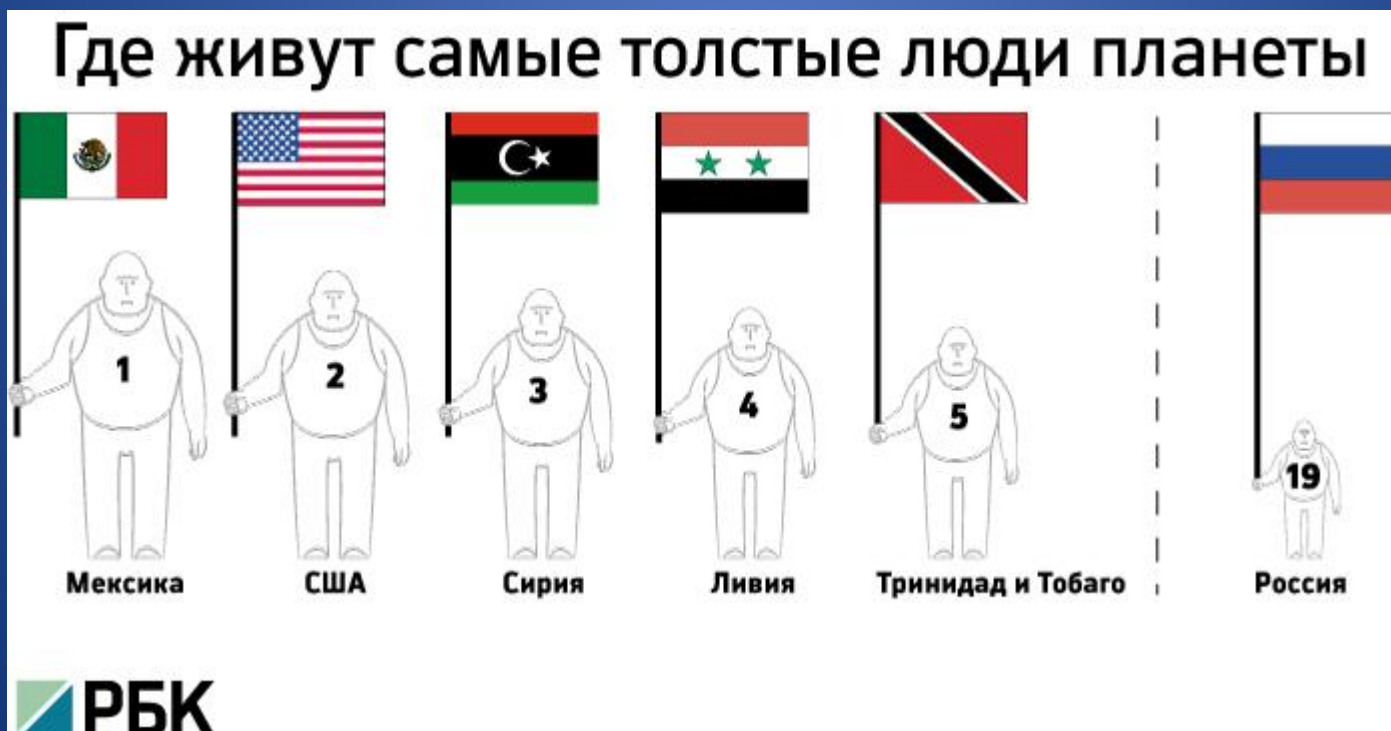 Где живут самые толстые люди планеты
1 2 3 4 5 19
Мексика США Сирия Ливия Тринидад и Тобаго Россия
РБК